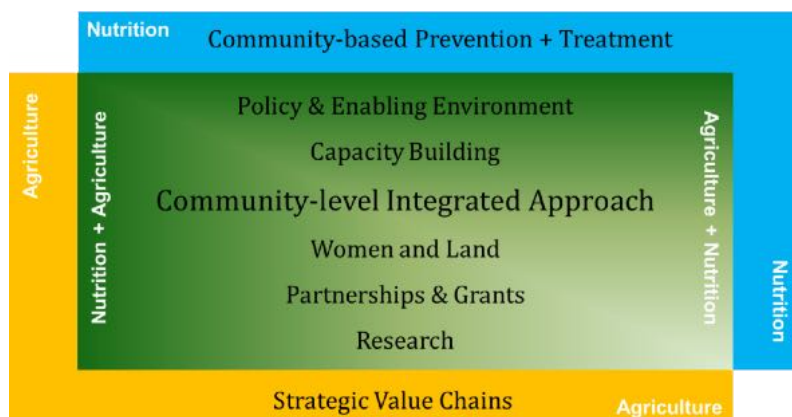 Nutrition
Community-based Prevention + Treatment
Agriculture
Nutrition + Agriculture
Policy & Enabling Environment
Capacity Building
Community-level Integrated Approach
Women and Land
Partnerships & Grants
Research
Agriculture + Nutrition
Nutrition
Strategic Value Chains
Agriculture